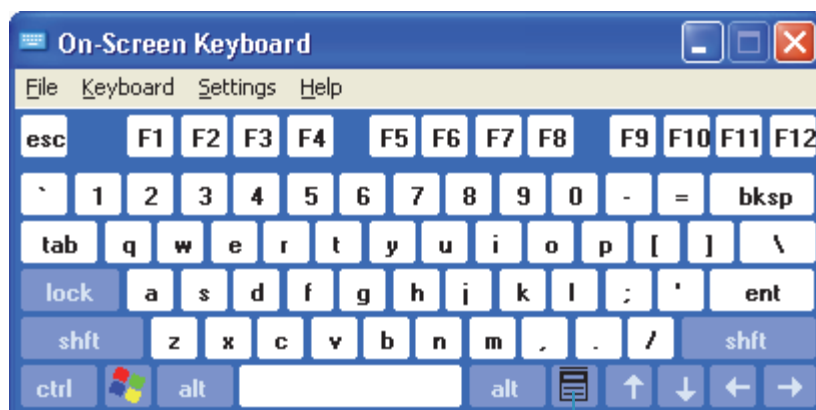 On-Screen Keyboard
File Keyboard Settings Help
esc F1 F2 F3 F4 F5 F6 F7 F8 F9 F10 F11 F12
` 1 2 3 4 5 6 7 8 9 0 - = bksp
tab q w e r t y u i o p [ ] \
lock a s d f g h j k l ; ' ent
shft z x c v b n m , . / shft
ctrl alt alt ↑ ↓ ← →